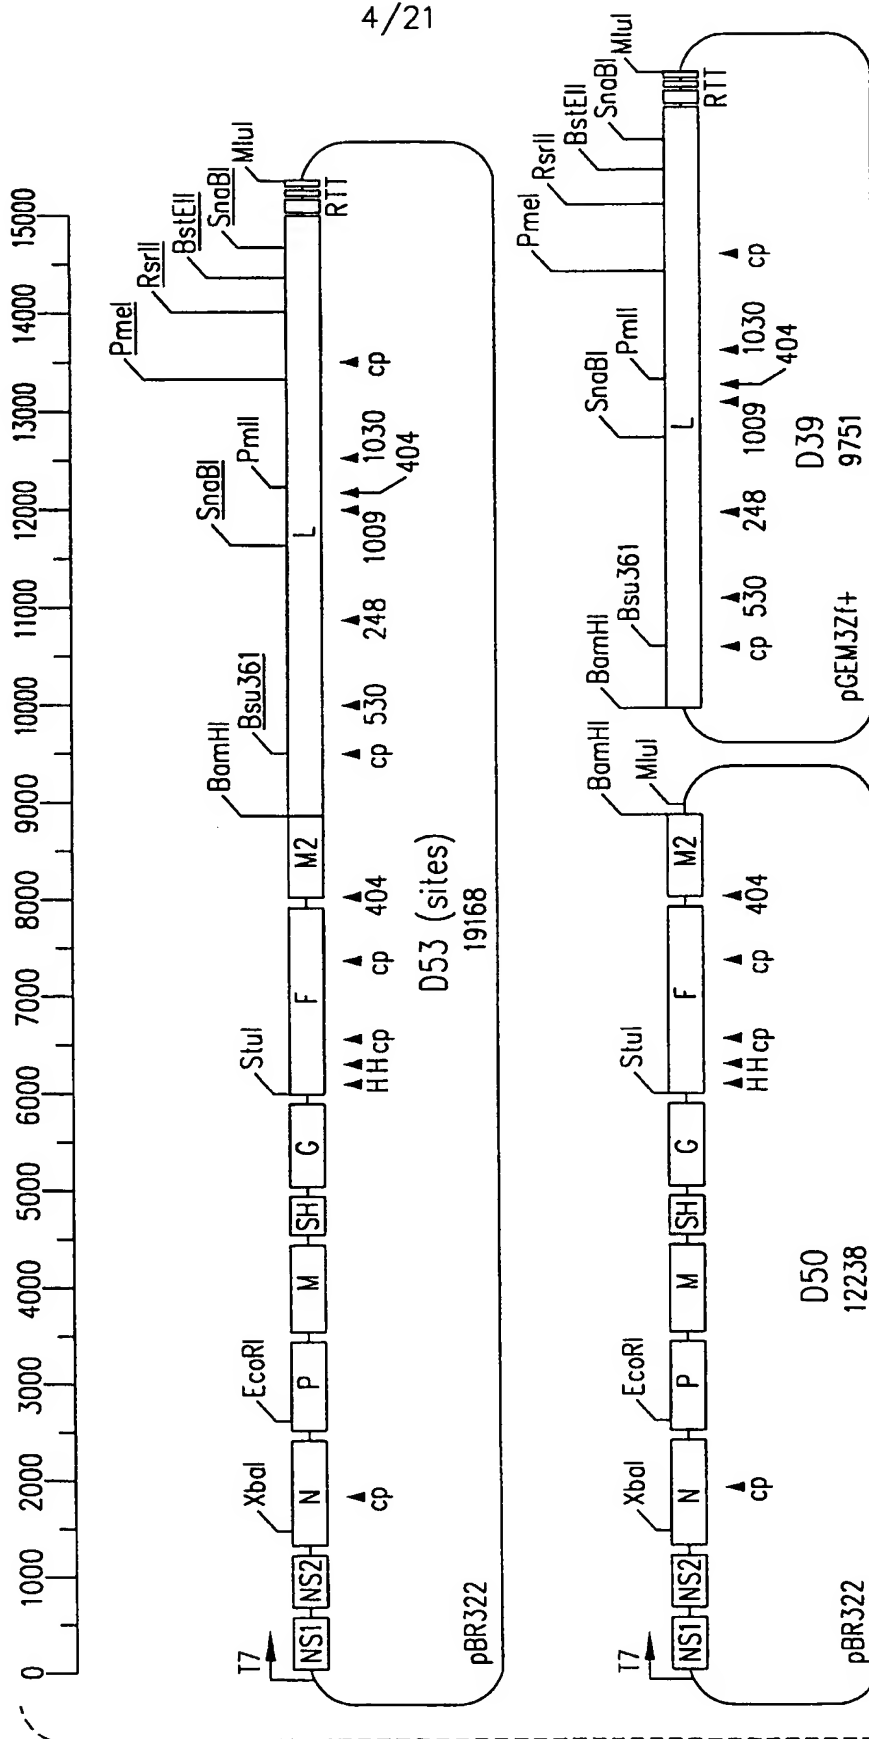 4/21
0 1000 2000 3000 4000 5000 6000 7000 8000 9000 10000 11000 12000 13000 14000 15000
T7 XbaI EcoRI StuI BamHI Bsu361 SnaBI PmlI PmeI RsrII BstEII SnaBI MluI
NS1 NS2 N P M SH G F M2 L RTT
cp HHcp cp 404 cp 530 248 1009 404 1030 cp
D53 (sites)
19168
pBR322
T7 XbaI EcoRI StuI BamHI MluI
NS1 NS2 N P M SH G F M2
cp HHcp cp 404
D50
12238
pBR322
BamHI Bsu361 SnaBI PmlI PmeI RsrII BstEII SnaBI MluI
L RTT
cp 530 248 1009 404 1030 cp
D39
9751
pGEM3Zf+